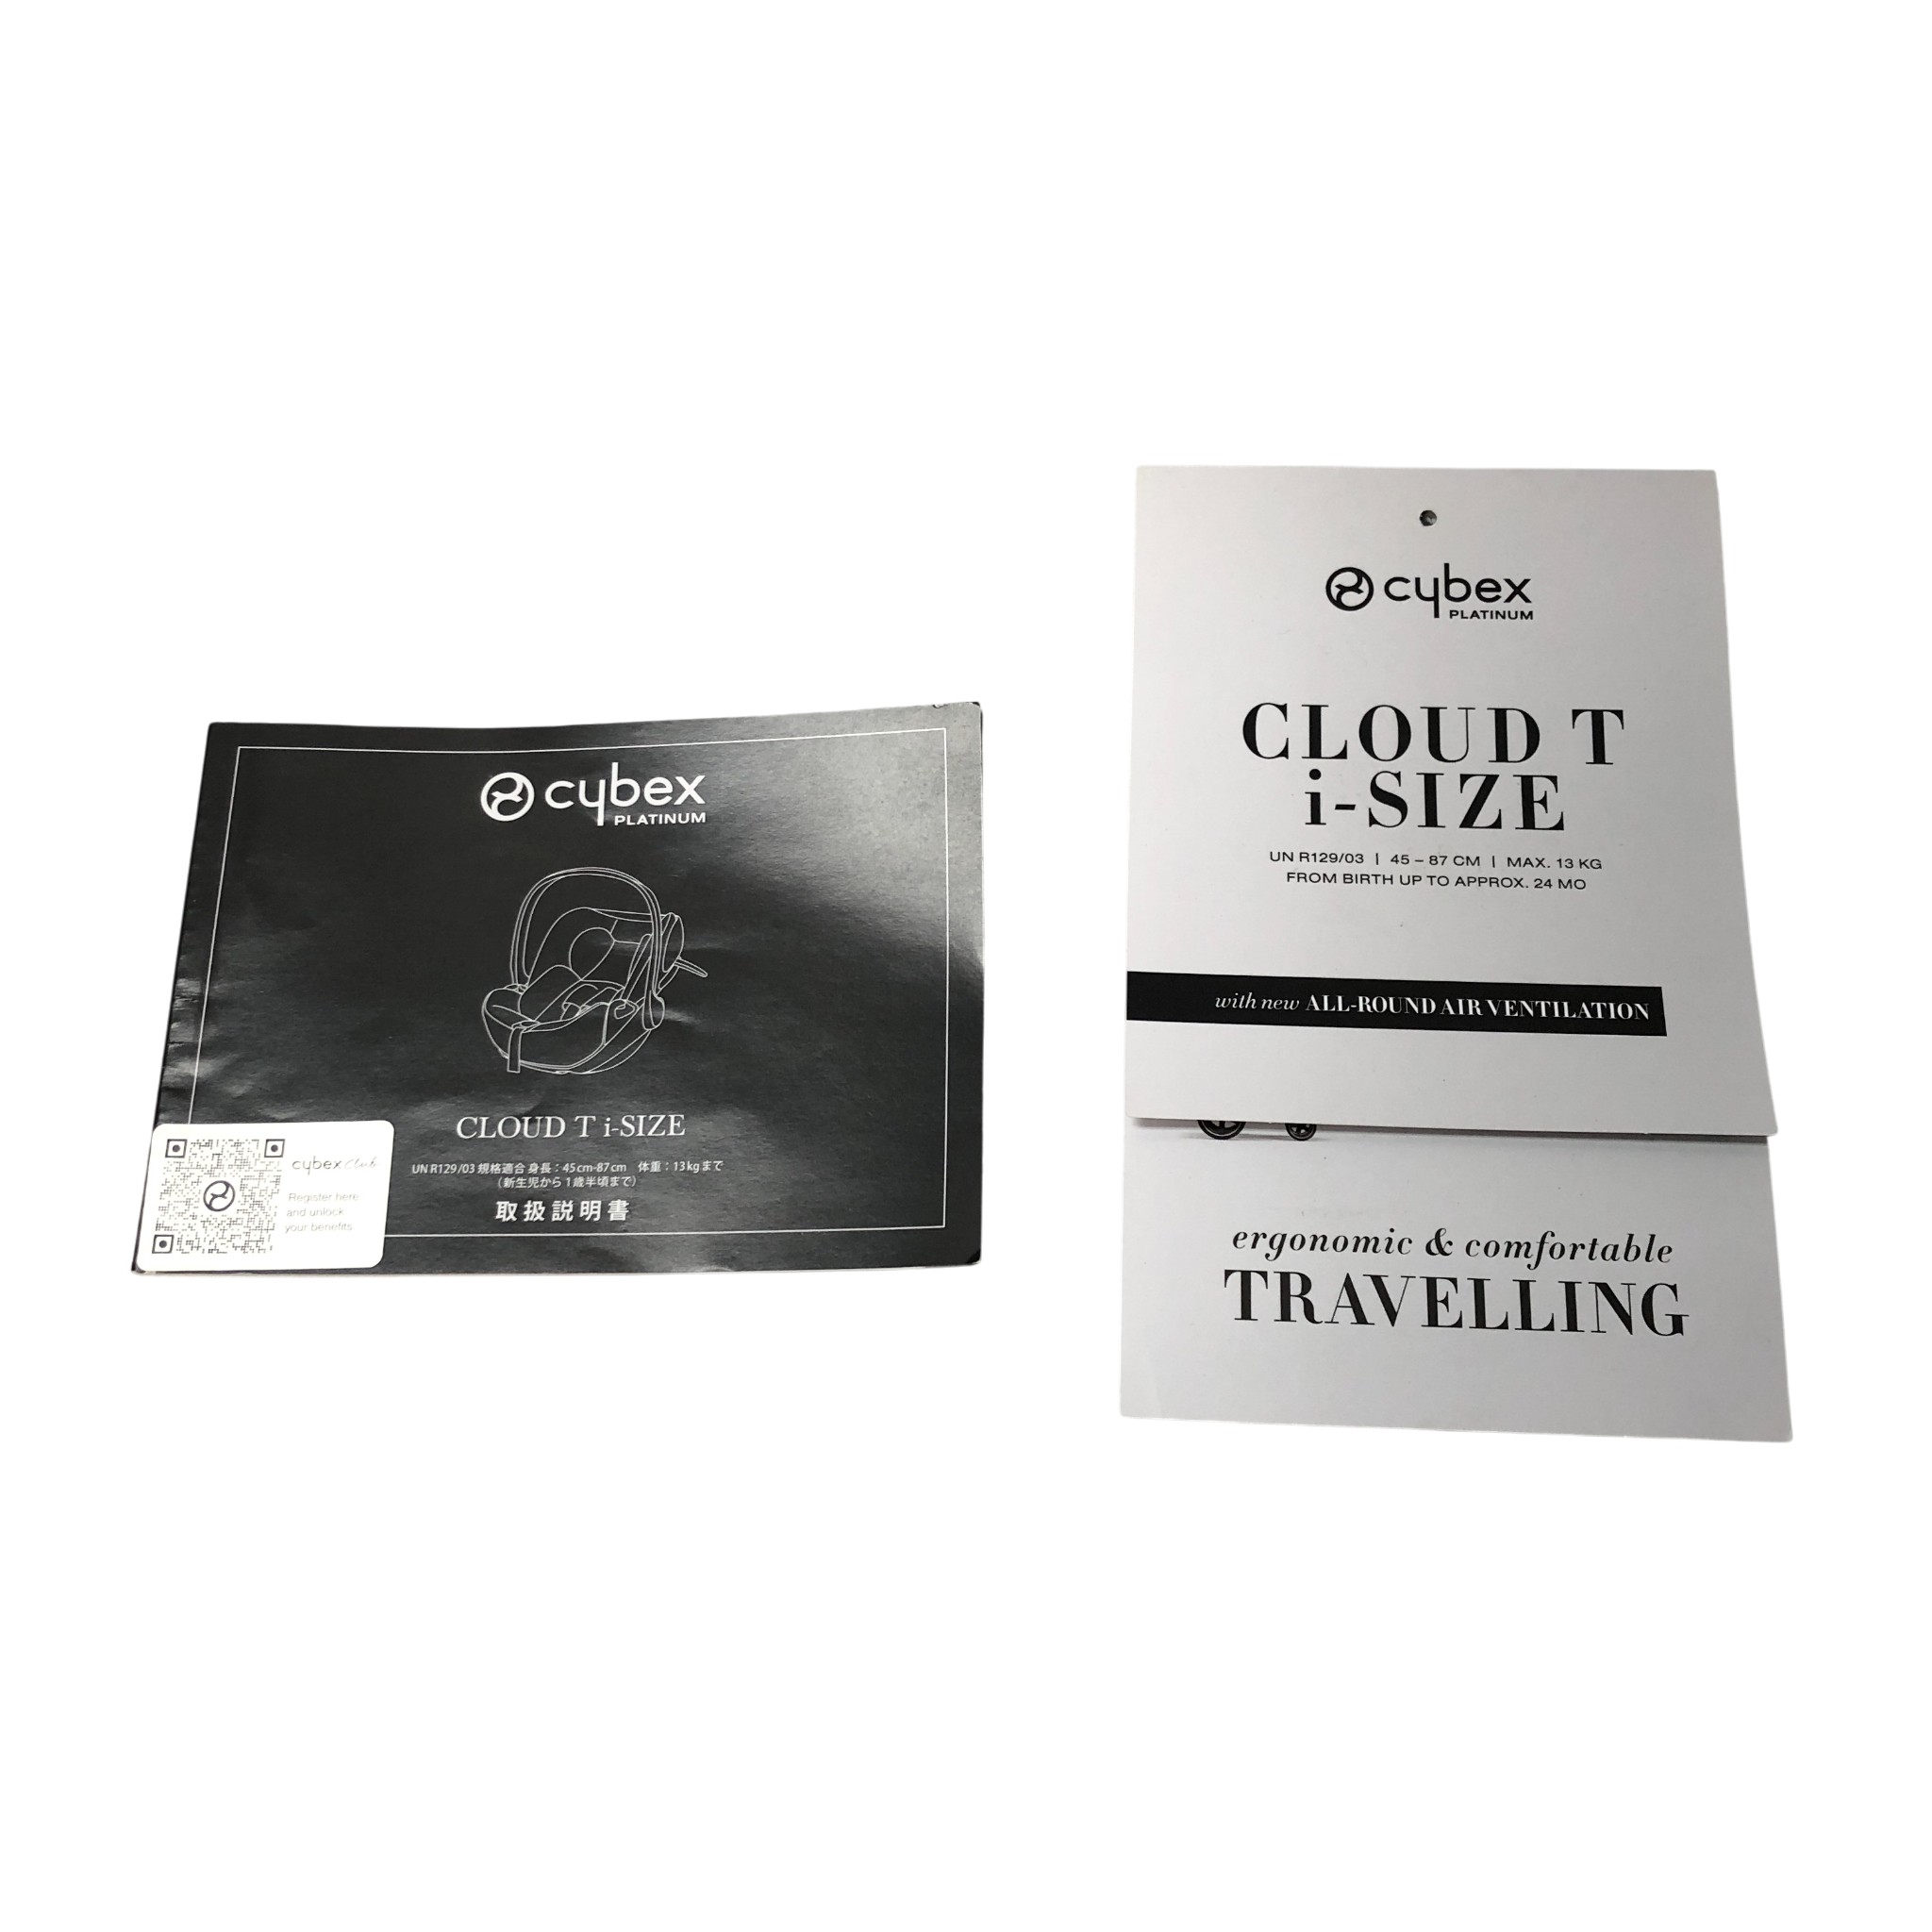 cybex
PLATINUM
CLOUD T i-SIZE
UN R129/03 規格適合 身長：45cm-87cm 体重：13kgまで
（新生児から1歳半頃まで）
取扱説明書
cybex Club
Register here
and unlock
your benefits
cybex
PLATINUM
CLOUD T
i-SIZE
UN R129/03 | 45 – 87 CM | MAX. 13 KG
FROM BIRTH UP TO APPROX. 24 MO
with new ALL-ROUND AIR VENTILATION
ergonomic & comfortable
TRAVELLING